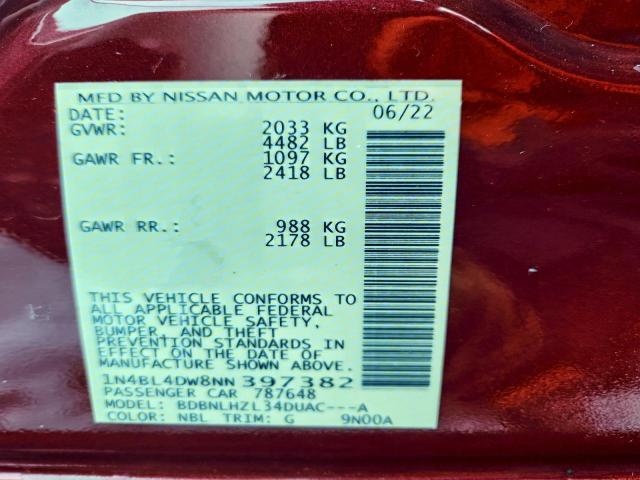 MFD BY NISSAN MOTOR CO., LTD.
DATE: 06/22
GVWR: 2033 KG
4482 LB
GAWR FR.: 1097 KG
2418 LB
GAWR RR.: 988 KG
2178 LB
THIS VEHICLE CONFORMS TO
ALL APPLICABLE FEDERAL
MOTOR VEHICLE SAFETY,
BUMPER, AND THEFT
PREVENTION STANDARDS IN
EFFECT ON THE DATE OF
MANUFACTURE SHOWN ABOVE.
1N4BL4DW8NN397382
PASSENGER CAR 787648
MODEL: BDBNLHZL34DUAC---A
COLOR: NBL TRIM: G 9N00A